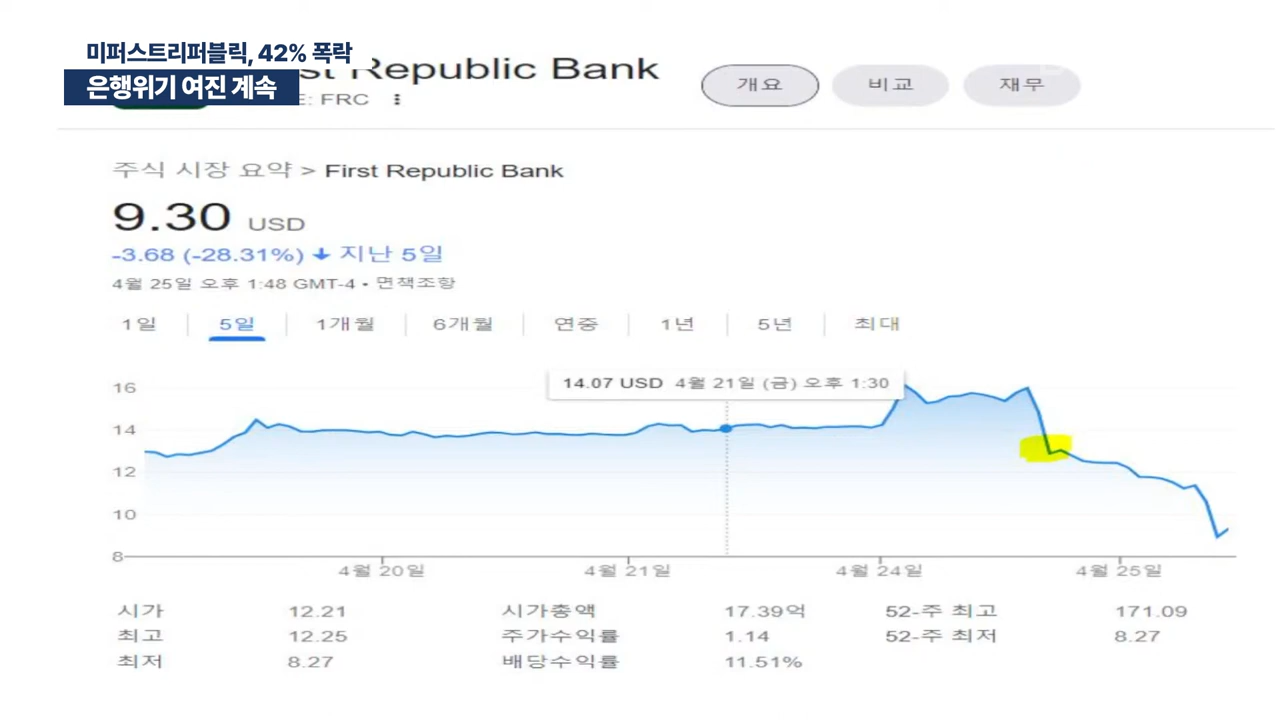 미퍼스트리퍼블릭, 42% 폭락
은행위기 여진 계속
st Republic Bank
E: FRC
개요
비교
재무
주식 시장 요약 > First Republic Bank
9.30 USD
-3.68 (-28.31%) ↓ 지난 5일
4월 25일 오후 1:48 GMT-4 • 면책조항
1일 5일 1개월 6개월 연중 1년 5년 최대
14.07 USD 4월 21일 (금) 오후 1:30
16
14
12
10
8
4월 20일 4월 21일 4월 24일 4월 25일
시가 12.21 시가총액 17.39억 52-주 최고 171.09
최고 12.25 주가수익률 1.14 52-주 최저 8.27
최저 8.27 배당수익률 11.51%